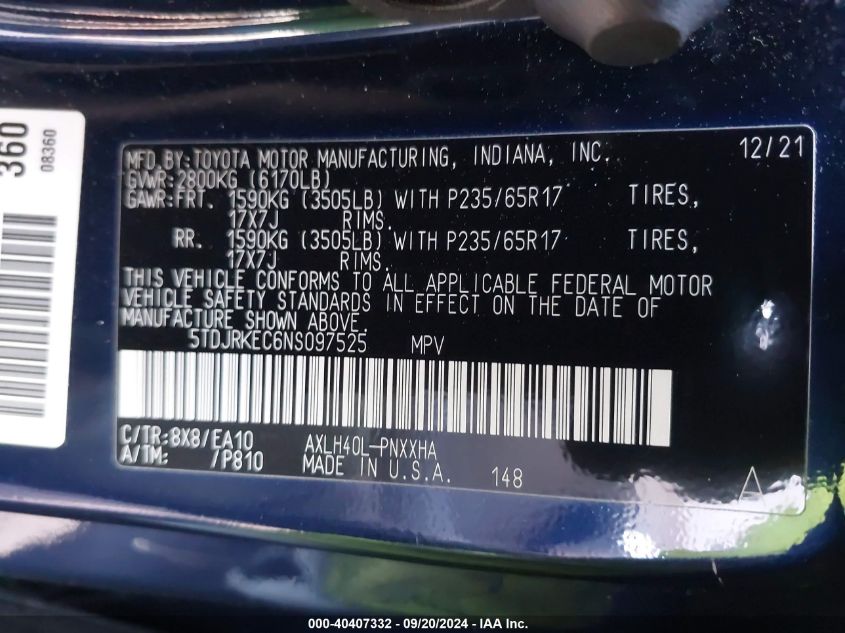 360
08360
MFD.BY:TOYOTA MOTOR MANUFACTURING, INDIANA, INC. 12/21
GVWR:2800KG (6170LB)
GAWR:FRT. 1590KG (3505LB) WITH P235/65R17 TIRES,
17X7J RIMS.
RR. 1590KG (3505LB) WITH P235/65R17 TIRES,
17X7J RIMS.
THIS VEHICLE CONFORMS TO ALL APPLICABLE FEDERAL MOTOR
VEHICLE SAFETY STANDARDS IN EFFECT ON THE DATE OF
MANUFACTURE SHOWN ABOVE.
5TDJRKEC6NS097525 MPV
C/TR:8X8/EA10 AXLH40L-PNXXHA
A/TM: /P810 MADE IN U.S.A. 148 A
000-40407332 - 09/20/2024 - IAA Inc.